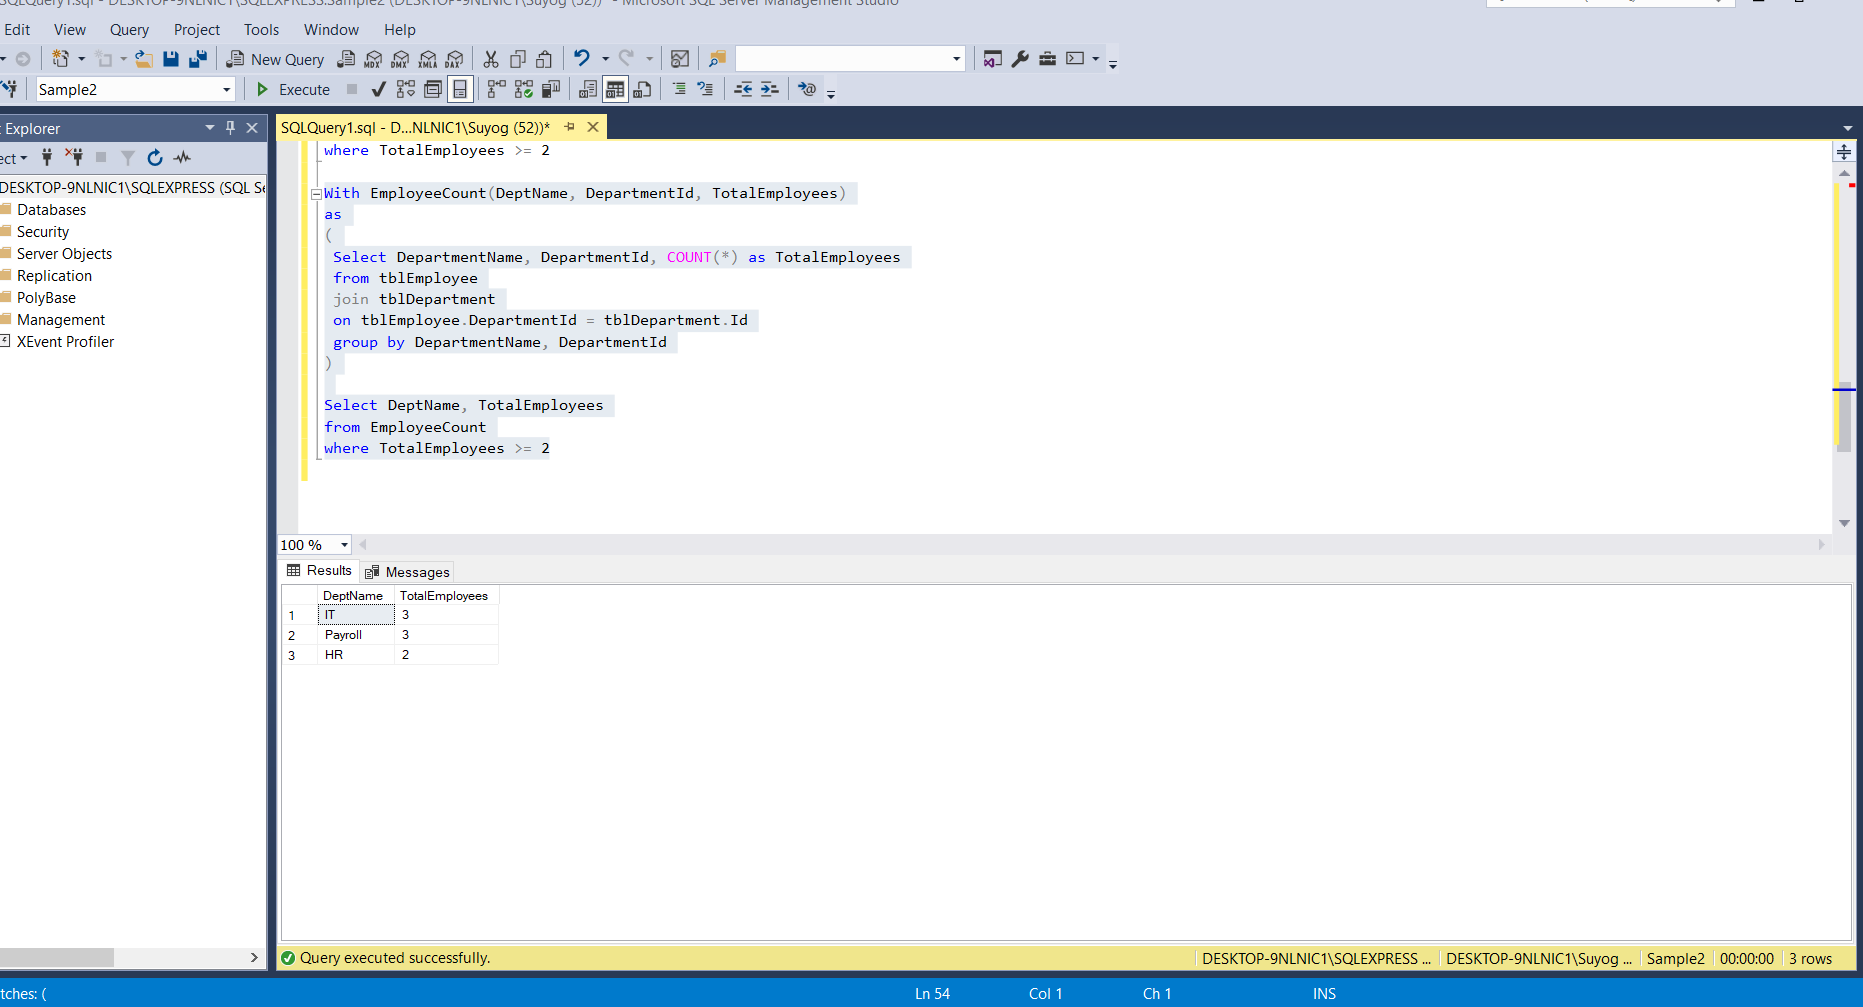 SQLQuery1.sql - DESKTOP-9NLNIC1\SQLEXPRESS.Sample2 (DESKTOP-9NLNIC1\Suyog (52))* - Microsoft SQL Server Management Studio
Edit View Query Project Tools Window Help
New Query MDX DMX XMLA DAX
Sample2 Execute
Explorer
SQLQuery1.sql - D...NLNIC1\Suyog (52))*
ect
DESKTOP-9NLNIC1\SQLEXPRESS (SQL Se
Databases
Security
Server Objects
Replication
PolyBase
Management
XEvent Profiler
where TotalEmployees >= 2
With EmployeeCount(DeptName, DepartmentId, TotalEmployees)
as
(
Select DepartmentName, DepartmentId, COUNT(*) as TotalEmployees
from tblEmployee
join tblDepartment
on tblEmployee.DepartmentId = tblDepartment.Id
group by DepartmentName, DepartmentId
)
Select DeptName, TotalEmployees
from EmployeeCount
where TotalEmployees >= 2
100 %
Results Messages
DeptName TotalEmployees
1 IT 3
2 Payroll 3
3 HR 2
Query executed successfully. DESKTOP-9NLNIC1\SQLEXPRESS ... DESKTOP-9NLNIC1\Suyog ... Sample2 00:00:00 3 rows
tches: ( Ln 54 Col 1 Ch 1 INS